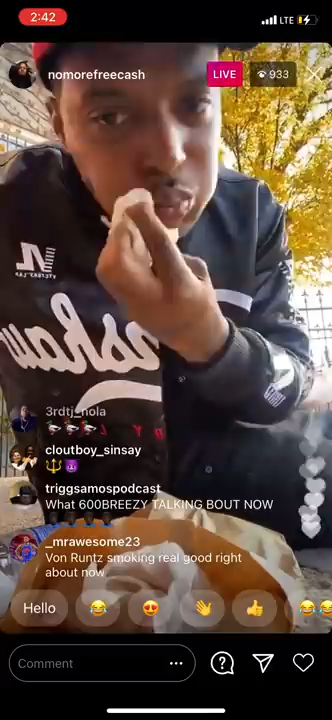 2:42
LTE
nomorefreecash
LIVE
933
3rdtj_nola
cloutboy_sinsay
triggsamospodcast
What 600BREEZY TALKING BOUT NOW
_mrawesome23
Von Runtz smoking real good right
about now
Hello
Comment